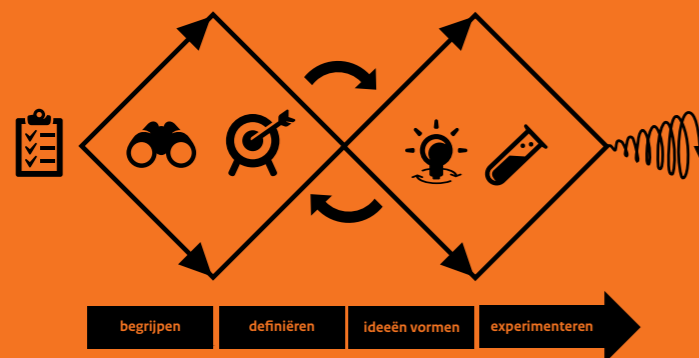 begrijpen
definiëren
ideeën vormen
experimenteren